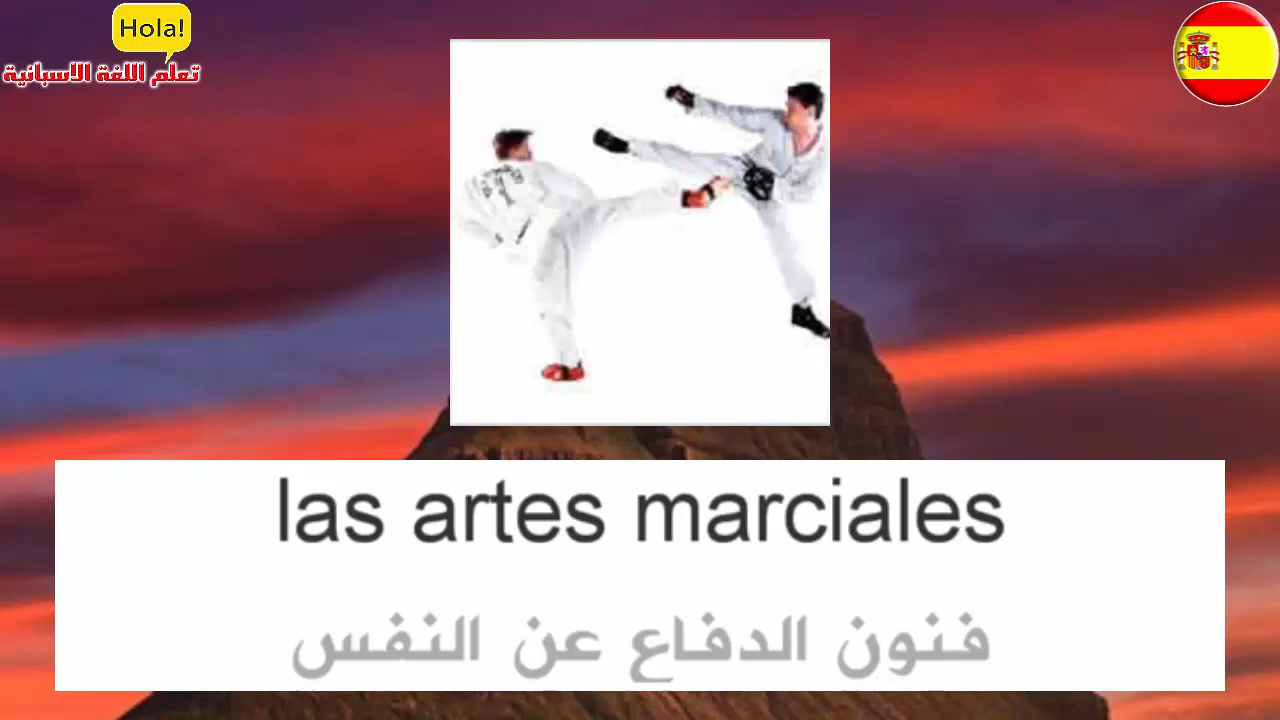 Hola!
تعلم اللغة الاسبانية
las artes marciales
فنون الدفاع عن النفس